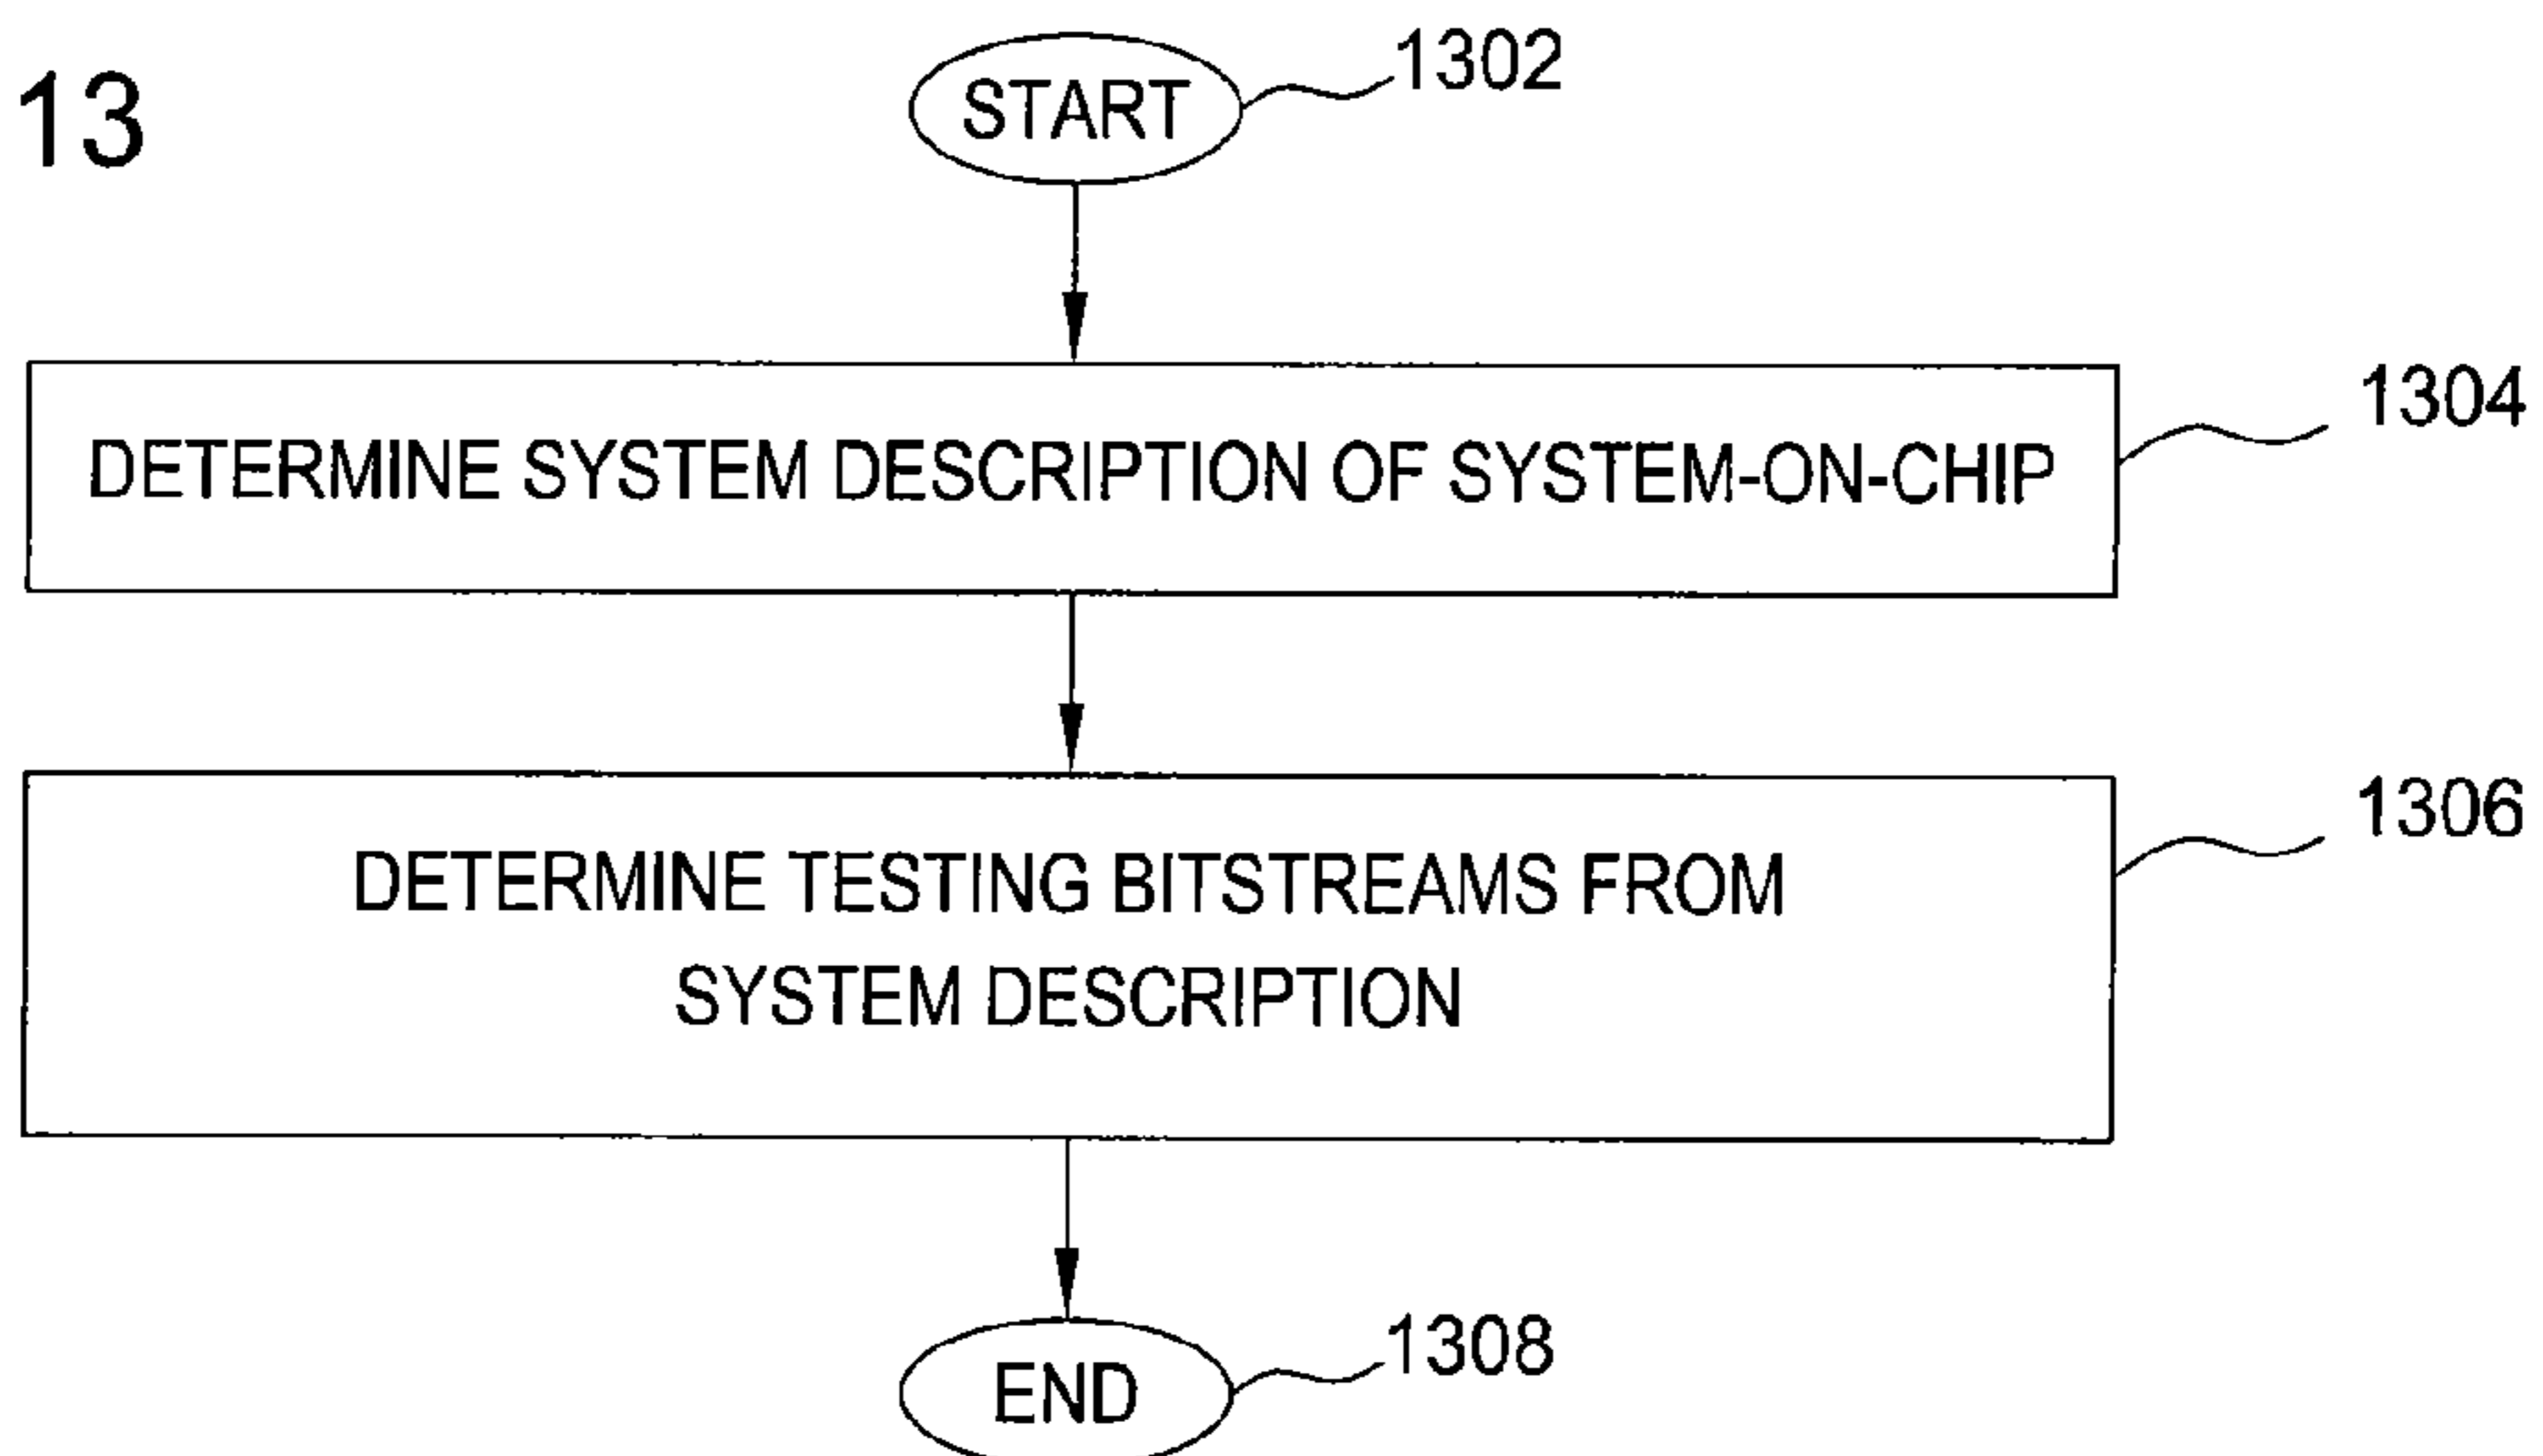 13
START
1302
DETERMINE SYSTEM DESCRIPTION OF SYSTEM-ON-CHIP
1304
DETERMINE TESTING BITSTREAMS FROM
SYSTEM DESCRIPTION
1306
END
1308